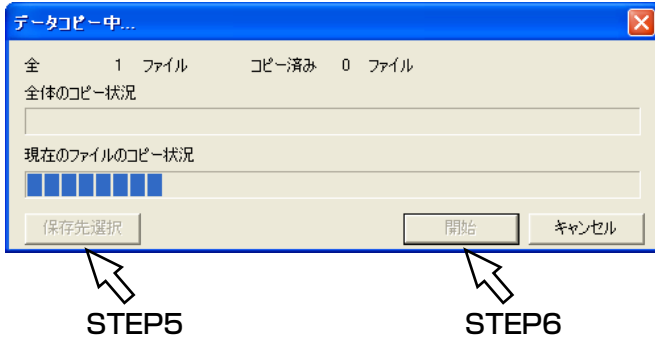 データコピー中...
全 1 ファイル コピー済み 0 ファイル
全体のコピー状況
現在のファイルのコピー状況
保存先選択 開始 キャンセル
STEP5 STEP6